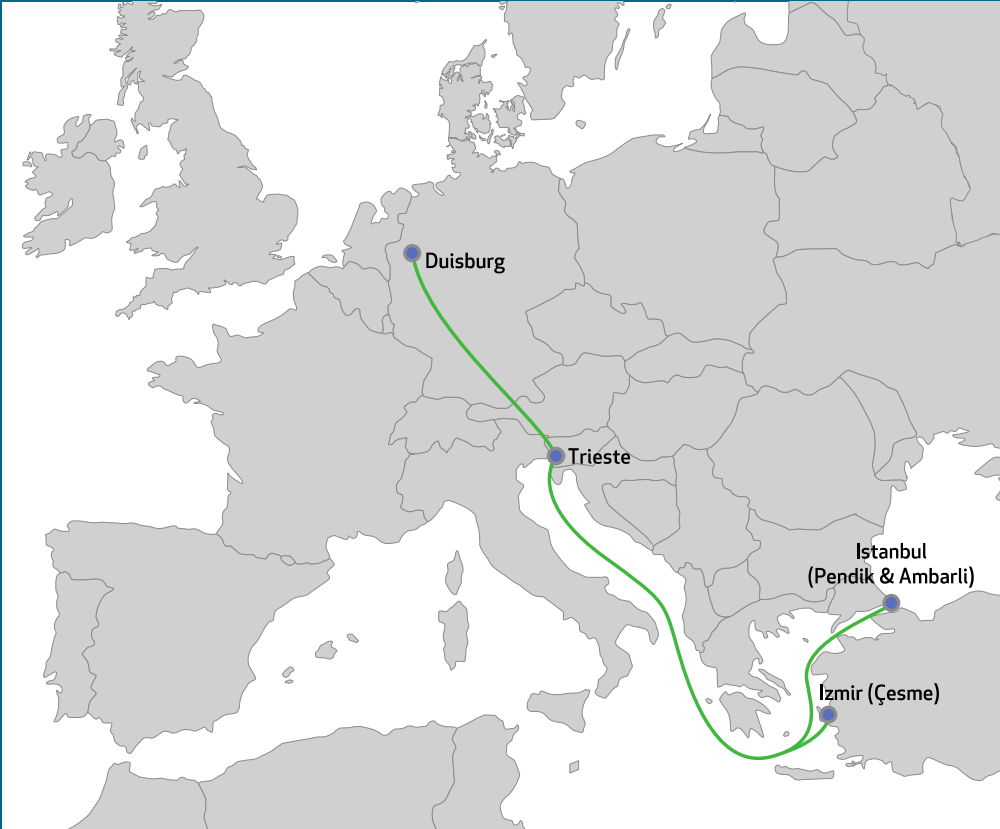 Duisburg
Trieste
Istanbul
(Pendik & Ambarli)
Izmir (Çesme)